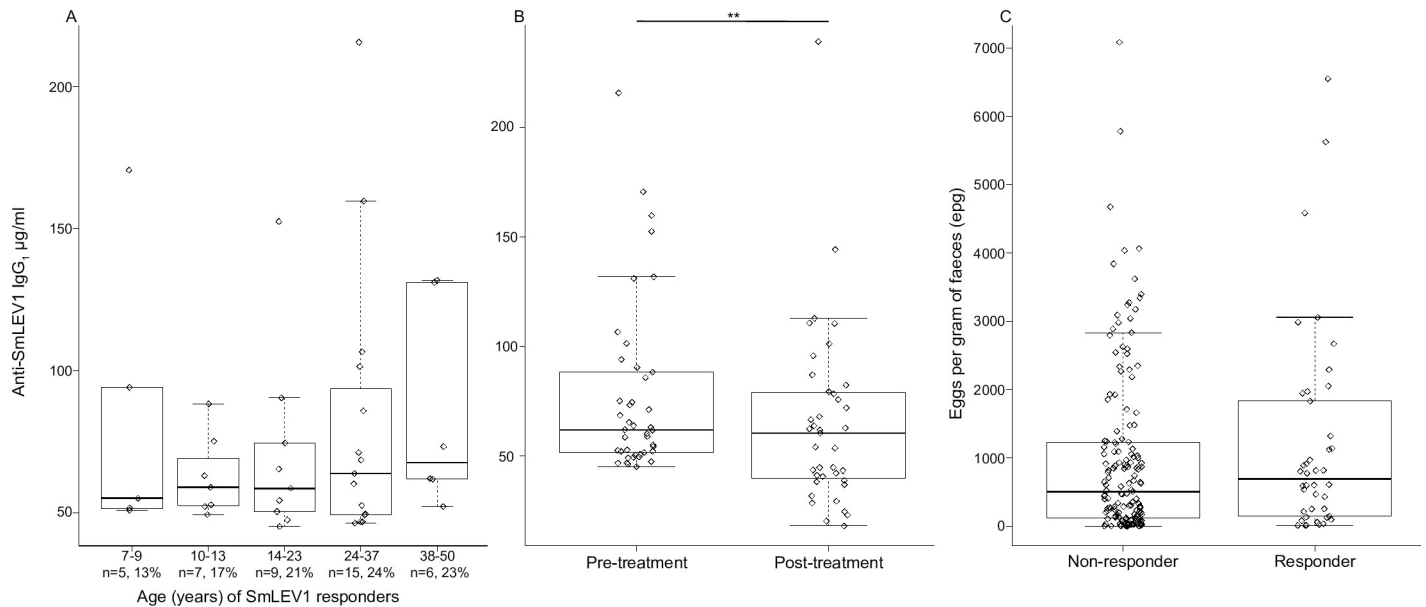 A
Anti-SmLEV1 IgG1 µg/ml
200
150
100
50
7-9
10-13
14-23
24-37
38-50
n=5, 13%
n=7, 17%
n=9, 21%
n=15, 24%
n=6, 23%
Age (years) of SmLEV1 responders
B
**
200
150
100
50
Pre-treatment
Post-treatment
C
Eggs per gram of faeces (epg)
7000
6000
5000
4000
3000
2000
1000
0
Non-responder
Responder